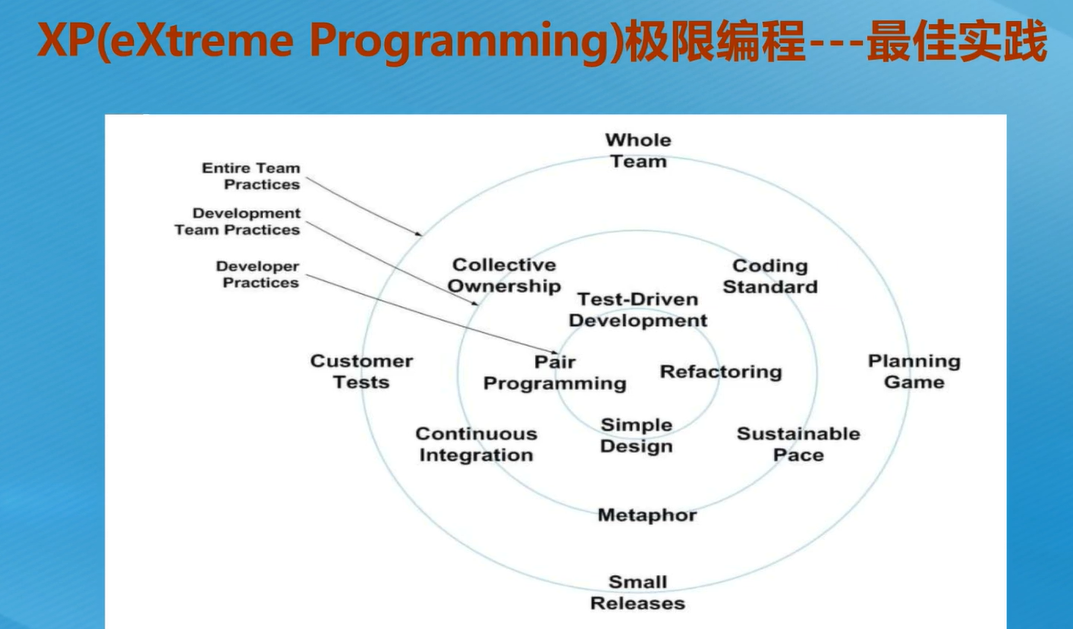 XP(eXtreme Programming)极限编程---最佳实践
Whole
Team
Entire Team
Practices
Development
Team Practices
Developer
Practices
Collective
Ownership
Coding
Standard
Test-Driven
Development
Customer
Tests
Pair
Programming
Refactoring
Planning
Game
Continuous
Integration
Simple
Design
Sustainable
Pace
Metaphor
Small
Releases